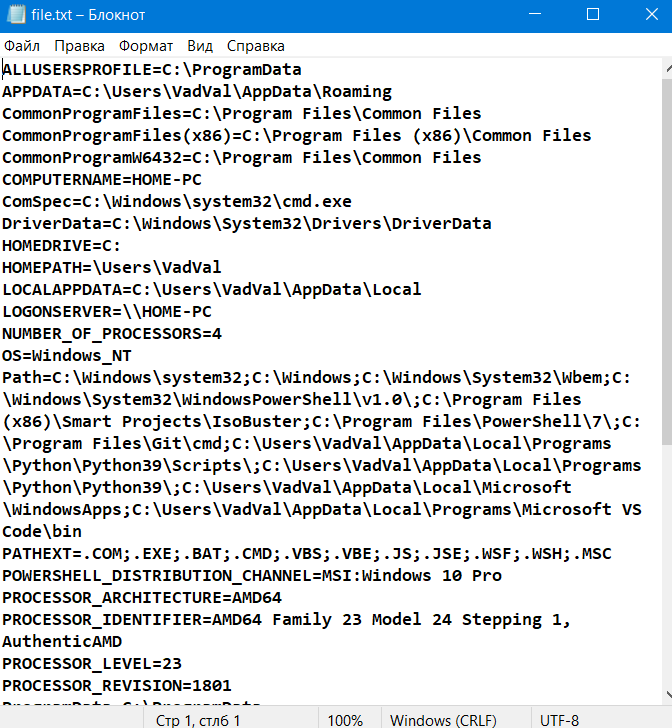 file.txt – Блокнот
Файл Правка Формат Вид Справка
ALLUSERSPROFILE=C:\ProgramData
APPDATA=C:\Users\VadVal\AppData\Roaming
CommonProgramFiles=C:\Program Files\Common Files
CommonProgramFiles(x86)=C:\Program Files (x86)\Common Files
CommonProgramW6432=C:\Program Files\Common Files
COMPUTERNAME=HOME-PC
ComSpec=C:\Windows\system32\cmd.exe
DriverData=C:\Windows\System32\Drivers\DriverData
HOMEDRIVE=C:
HOMEPATH=\Users\VadVal
LOCALAPPDATA=C:\Users\VadVal\AppData\Local
LOGONSERVER=\\HOME-PC
NUMBER_OF_PROCESSORS=4
OS=Windows_NT
Path=C:\Windows\system32;C:\Windows;C:\Windows\System32\Wbem;C:
\Windows\System32\WindowsPowerShell\v1.0\;C:\Program Files
(x86)\Smart Projects\IsoBuster;C:\Program Files\PowerShell\7\;C:
\Program Files\Git\cmd;C:\Users\VadVal\AppData\Local\Programs
\Python\Python39\Scripts\;C:\Users\VadVal\AppData\Local\Programs
\Python\Python39\;C:\Users\VadVal\AppData\Local\Microsoft
\WindowsApps;C:\Users\VadVal\AppData\Local\Programs\Microsoft VS
Code\bin
PATHEXT=.COM;.EXE;.BAT;.CMD;.VBS;.VBE;.JS;.JSE;.WSF;.WSH;.MSC
POWERSHELL_DISTRIBUTION_CHANNEL=MSI:Windows 10 Pro
PROCESSOR_ARCHITECTURE=AMD64
PROCESSOR_IDENTIFIER=AMD64 Family 23 Model 24 Stepping 1,
AuthenticAMD
PROCESSOR_LEVEL=23
PROCESSOR_REVISION=1801
ProgramData=C:\ProgramData
Стр 1, стлб 1 100% Windows (CRLF) UTF-8